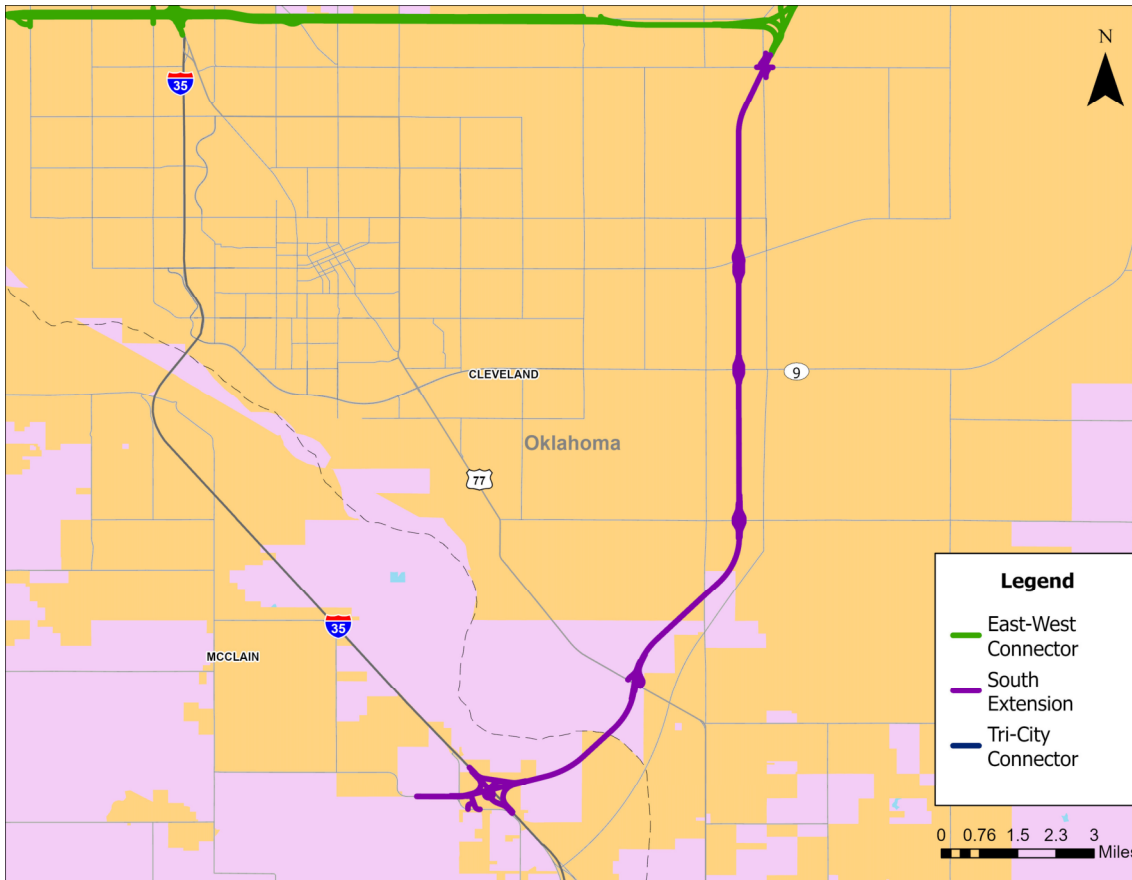 N
35
9
CLEVELAND
Oklahoma
77
35
MCCLAIN
Legend
East-West
Connector
South
Extension
Tri-City
Connector
0 0.76 1.5 2.3 3
Miles